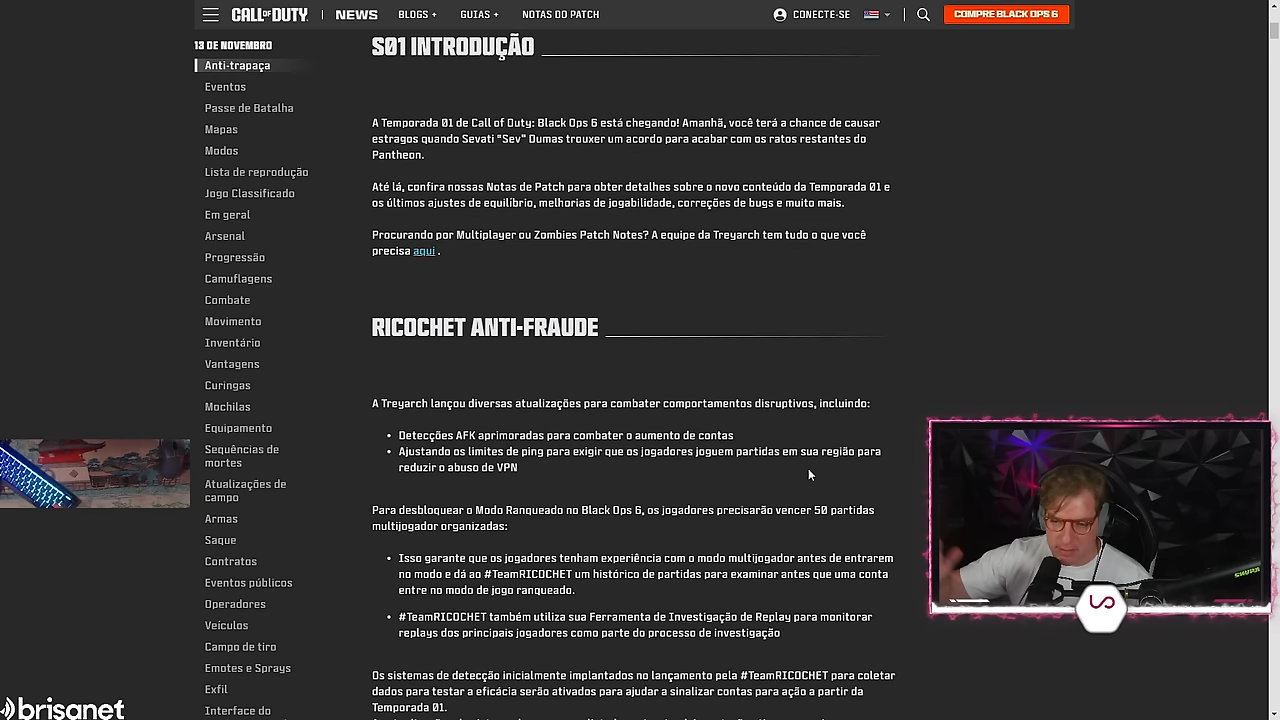 CALL OF DUTY
NEWS
BLOGS +
GUIAS +
NOTAS DO PATCH
CONECTE-SE
COMPRE BLACK OPS 6
13 DE NOVEMBRO
Anti-trapaça
Eventos
Passe de Batalha
Mapas
Modos
Lista de reprodução
Jogo Classificado
Em geral
Arsenal
Progressão
Camuflagens
Combate
Movimento
Inventário
Vantagens
Curingas
Mochilas
Equipamento
Sequências de
mortes
Atualizações de
campo
Armas
Saque
Contratos
Eventos públicos
Operadores
Veículos
Campo de tiro
Emotes e Sprays
Exfil
Interface do
S01 INTRODUÇÃO
A Temporada 01 de Call of Duty: Black Ops 6 está chegando! Amanhã, você terá a chance de causar
estragos quando Sevati "Sev" Dumas trouxer um acordo para acabar com os ratos restantes do
Pantheon.
Até lá, confira nossas Notas de Patch para obter detalhes sobre o novo conteúdo da Temporada 01 e
os últimos ajustes de equilíbrio, melhorias de jogabilidade, correções de bugs e muito mais.
Procurando por Multiplayer ou Zombies Patch Notes? A equipe da Treyarch tem tudo o que você
precisa aqui .
RICOCHET ANTI-FRAUDE
A Treyarch lançou diversas atualizações para combater comportamentos disruptivos, incluindo:
• Detecções AFK aprimoradas para combater o aumento de contas
• Ajustando os limites de ping para exigir que os jogadores joguem partidas em sua região para
reduzir o abuso de VPN
Para desbloquear o Modo Ranqueado no Black Ops 6, os jogadores precisarão vencer 50 partidas
multijogador organizadas:
• Isso garante que os jogadores tenham experiência com o modo multijogador antes de entrarem
no modo e dá ao #TeamRICOCHET um histórico de partidas para examinar antes que uma conta
entre no modo de jogo ranqueado.
• #TeamRICOCHET também utiliza sua Ferramenta de Investigação de Replay para monitorar
replays dos principais jogadores como parte do processo de investigação
Os sistemas de detecção inicialmente implantados no lançamento pela #TeamRICOCHET para coletar
dados para testar a eficácia serão ativados para ajudar a sinalizar contas para ação a partir da
Temporada 01.
SHURE
brisanet